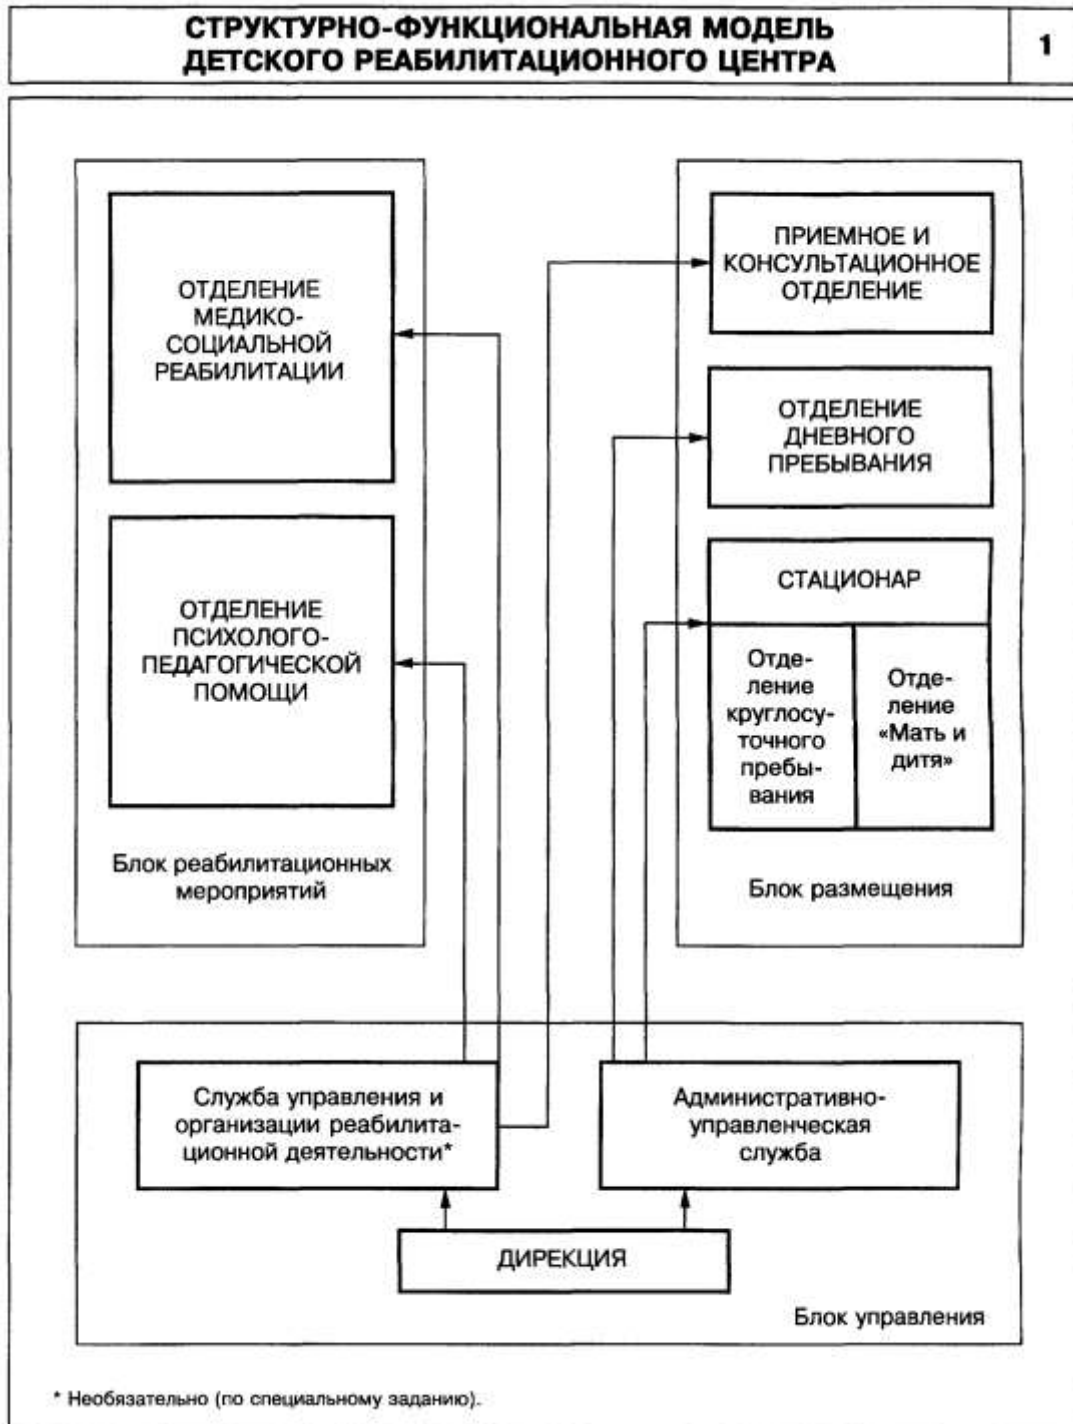 СТРУКТУРНО-ФУНКЦИОНАЛЬНАЯ МОДЕЛЬ
ДЕТСКОГО РЕАБИЛИТАЦИОННОГО ЦЕНТРА
1
ОТДЕЛЕНИЕ
МЕДИКО-
СОЦИАЛЬНОЙ
РЕАБИЛИТАЦИИ
ОТДЕЛЕНИЕ
ПСИХОЛОГО-
ПЕДАГОГИЧЕСКОЙ
ПОМОЩИ
Блок реабилитационных
мероприятий
ПРИЕМНОЕ И
КОНСУЛЬТАЦИОННОЕ
ОТДЕЛЕНИЕ
ОТДЕЛЕНИЕ
ДНЕВНОГО
ПРЕБЫВАНИЯ
СТАЦИОНАР
Отде-
ление
круглосу-
точного
пребы-
вания
Отде-
ление
«Мать и
дитя»
Блок размещения
Служба управления и
организации реабилита-
ционной деятельности*
Административно-
управленческая
служба
ДИРЕКЦИЯ
Блок управления
* Необязательно (по специальному заданию).